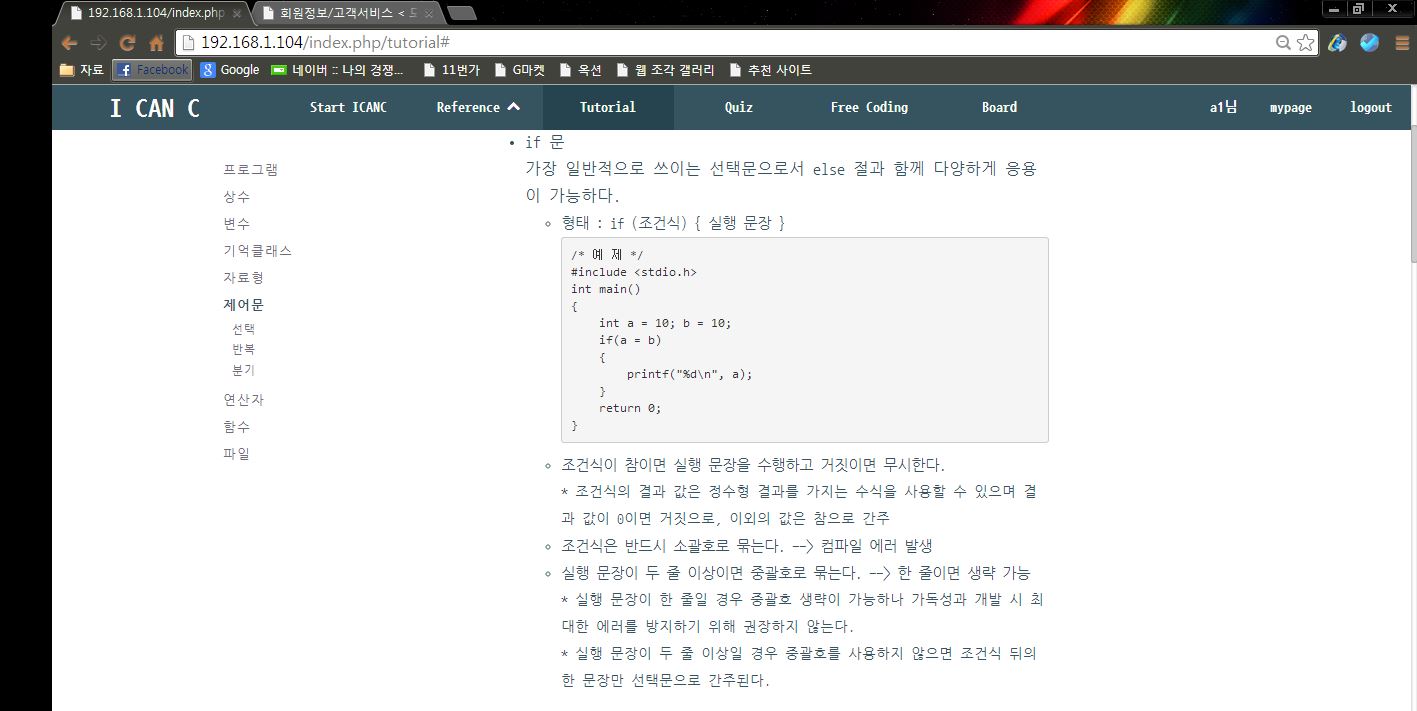 192.168.1.104/index.php
회원정보/고객서비스 <
192.168.1.104/index.php/tutorial#
자료 Facebook Google 네이버 :: 나의 경쟁... 11번가 G마켓 옥션 웹 조각 갤러리 추천 사이트
I CAN C Start ICANC Reference Tutorial Quiz Free Coding Board a1님 mypage logout
프로그램
상수
변수
기억클래스
자료형
제어문
선택
반복
분기
연산자
함수
파일
• if 문
가장 일반적으로 쓰이는 선택문으로서 else 절과 함께 다양하게 응용
이 가능하다.
◦ 형태 : if (조건식) { 실행 문장 }
/* 예 제 */
#include <stdio.h>
int main()
{
    int a = 10; b = 10;
    if(a = b)
    {
        printf("%d\n", a);
    }
    return 0;
}
◦ 조건식이 참이면 실행 문장을 수행하고 거짓이면 무시한다.
* 조건식의 결과 값은 정수형 결과를 가지는 수식을 사용할 수 있으며 결
과 값이 0이면 거짓으로, 이외의 값은 참으로 간주
◦ 조건식은 반드시 소괄호로 묶는다. --> 컴파일 에러 발생
◦ 실행 문장이 두 줄 이상이면 중괄호로 묶는다. --> 한 줄이면 생략 가능
* 실행 문장이 한 줄일 경우 중괄호 생략이 가능하나 가독성과 개발 시 최
대한 에러를 방지하기 위해 권장하지 않는다.
* 실행 문장이 두 줄 이상일 경우 중괄호를 사용하지 않으면 조건식 뒤의
한 문장만 선택문으로 간주된다.